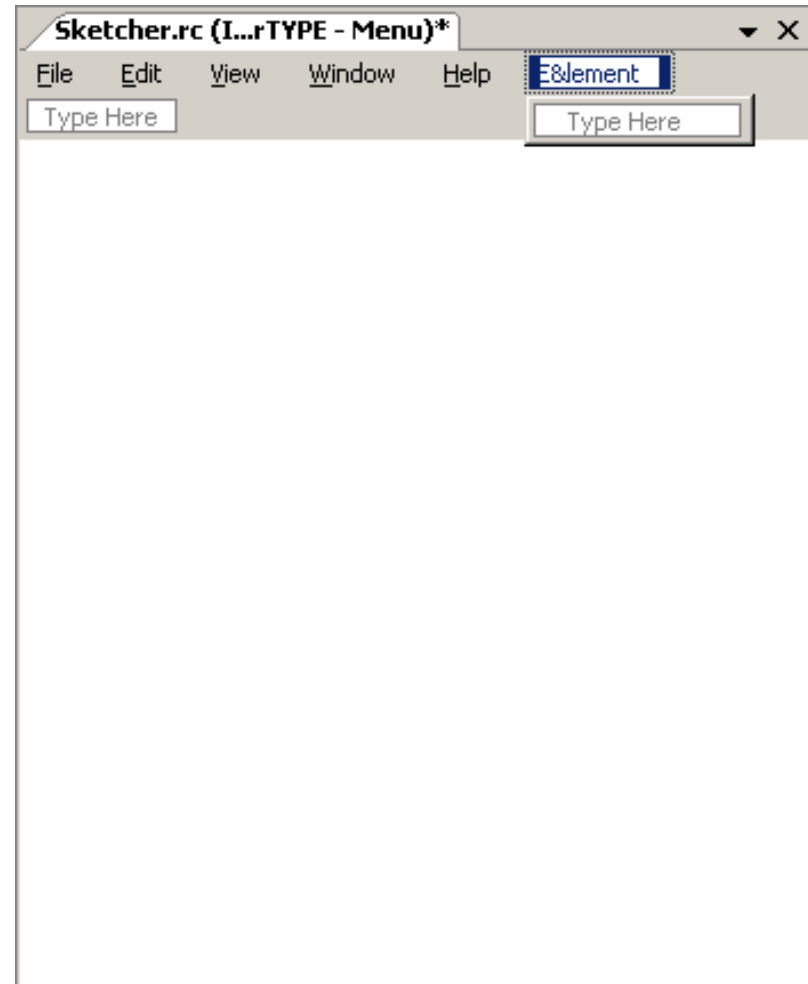 Sketcher.rc (I...rTYPE - Menu)*
File Edit View Window Help E&lement
Type Here Type Here